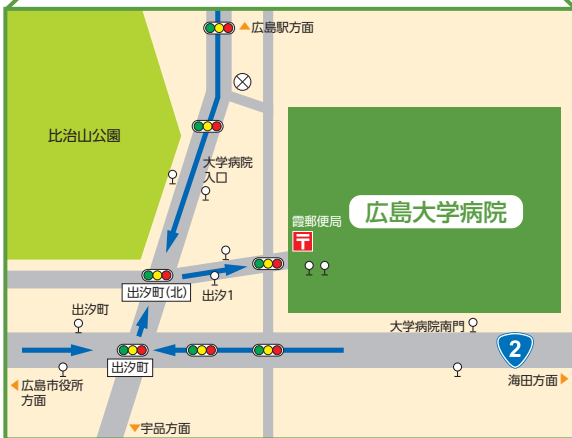 広島駅方面
比治山公園
大学病院
入口
広島大学病院
霞郵便局
〒
出汐町(北)
出汐1
出汐町
大学病院南門
2
出汐町
広島市役所
方面
海田方面
宇品方面